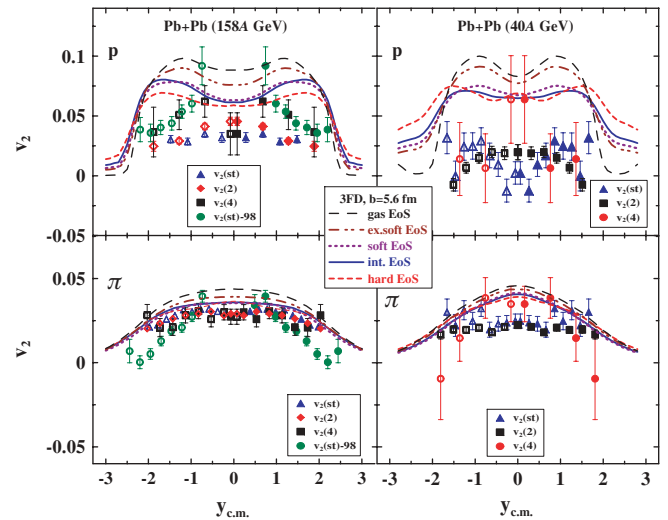 Pb+Pb (158A GeV)
Pb+Pb (40A GeV)
p
p
0.1
0.05
0
-0.05
v₂
v₂(st)
v₂(2)
v₂(4)
v₂(st)-98
3FD, b=5.6 fm
gas EoS
ex.soft EoS
soft EoS
int. EoS
hard EoS
v₂(st)
v₂(2)
v₂(4)
π
π
0.05
0
-0.05
v₂
v₂(st)
v₂(2)
v₂(4)
v₂(st)-98
v₂(st)
v₂(2)
v₂(4)
-3 -2 -1 0 1 2 3
-3 -2 -1 0 1 2 3
y c.m.
y c.m.